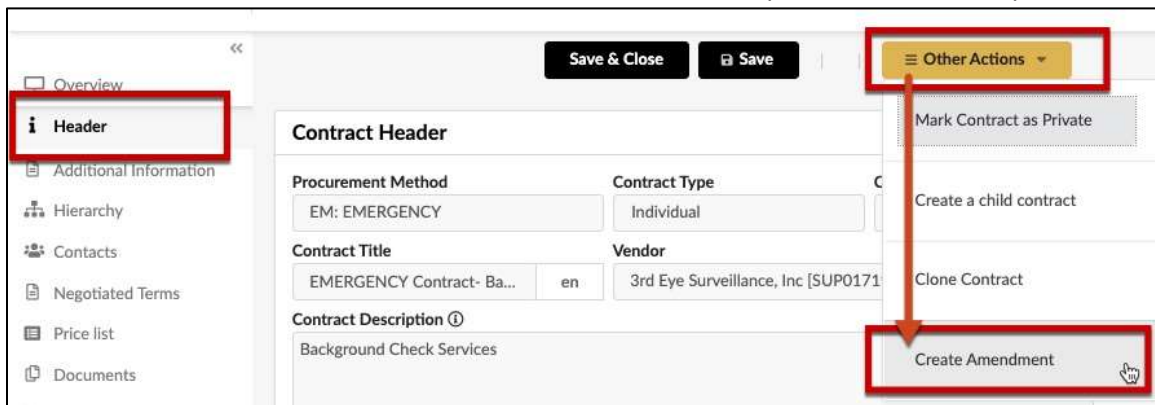 «
Save & Close
Save
Other Actions
Overview
Header
Additional Information
Hierarchy
Contacts
Negotiated Terms
Price list
Documents
Contract Header
Procurement Method
Contract Type
EM: EMERGENCY
Individual
Contract Title
Vendor
EMERGENCY Contract- Ba...
en
3rd Eye Surveillance, Inc [SUP0171
Contract Description
Background Check Services
Mark Contract as Private
Create a child contract
Clone Contract
Create Amendment